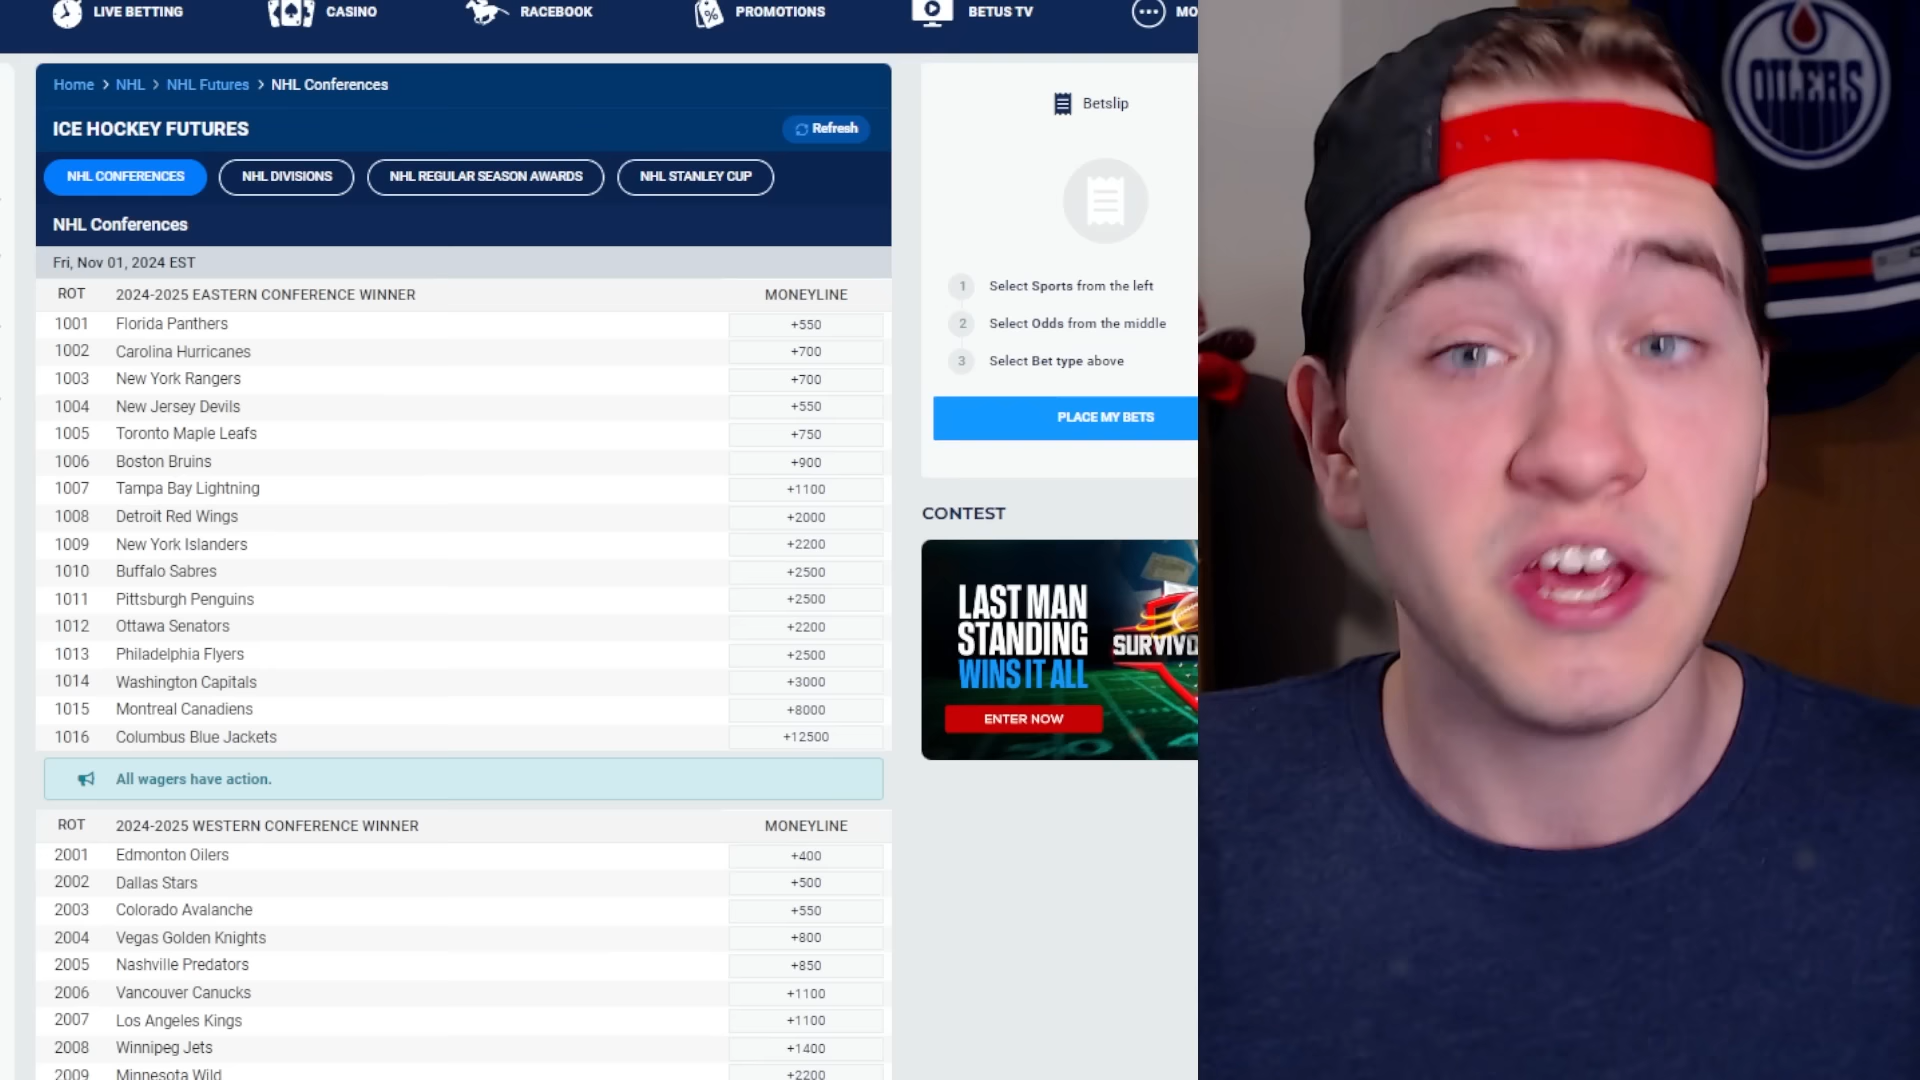 LIVE BETTING
CASINO
RACEBOOK
PROMOTIONS
BETUS TV
MO
Home > NHL > NHL Futures > NHL Conferences
ICE HOCKEY FUTURES
Refresh
NHL CONFERENCES
NHL DIVISIONS
NHL REGULAR SEASON AWARDS
NHL STANLEY CUP
NHL Conferences
Fri, Nov 01, 2024 EST
ROT 2024-2025 EASTERN CONFERENCE WINNER MONEYLINE
1001 Florida Panthers +550
1002 Carolina Hurricanes +700
1003 New York Rangers +700
1004 New Jersey Devils +550
1005 Toronto Maple Leafs +750
1006 Boston Bruins +900
1007 Tampa Bay Lightning +1100
1008 Detroit Red Wings +2000
1009 New York Islanders +2200
1010 Buffalo Sabres +2500
1011 Pittsburgh Penguins +2500
1012 Ottawa Senators +2200
1013 Philadelphia Flyers +2500
1014 Washington Capitals +3000
1015 Montreal Canadiens +8000
1016 Columbus Blue Jackets +12500
All wagers have action.
ROT 2024-2025 WESTERN CONFERENCE WINNER MONEYLINE
2001 Edmonton Oilers +400
2002 Dallas Stars +500
2003 Colorado Avalanche +550
2004 Vegas Golden Knights +800
2005 Nashville Predators +850
2006 Vancouver Canucks +1100
2007 Los Angeles Kings +1100
2008 Winnipeg Jets +1400
2009 Minnesota Wild +2200
Betslip
1 Select Sports from the left
2 Select Odds from the middle
3 Select Bet type above
PLACE MY BETS
CONTEST
LAST MAN
STANDING
WINS IT ALL
SURVIVO
ENTER NOW
OILERS